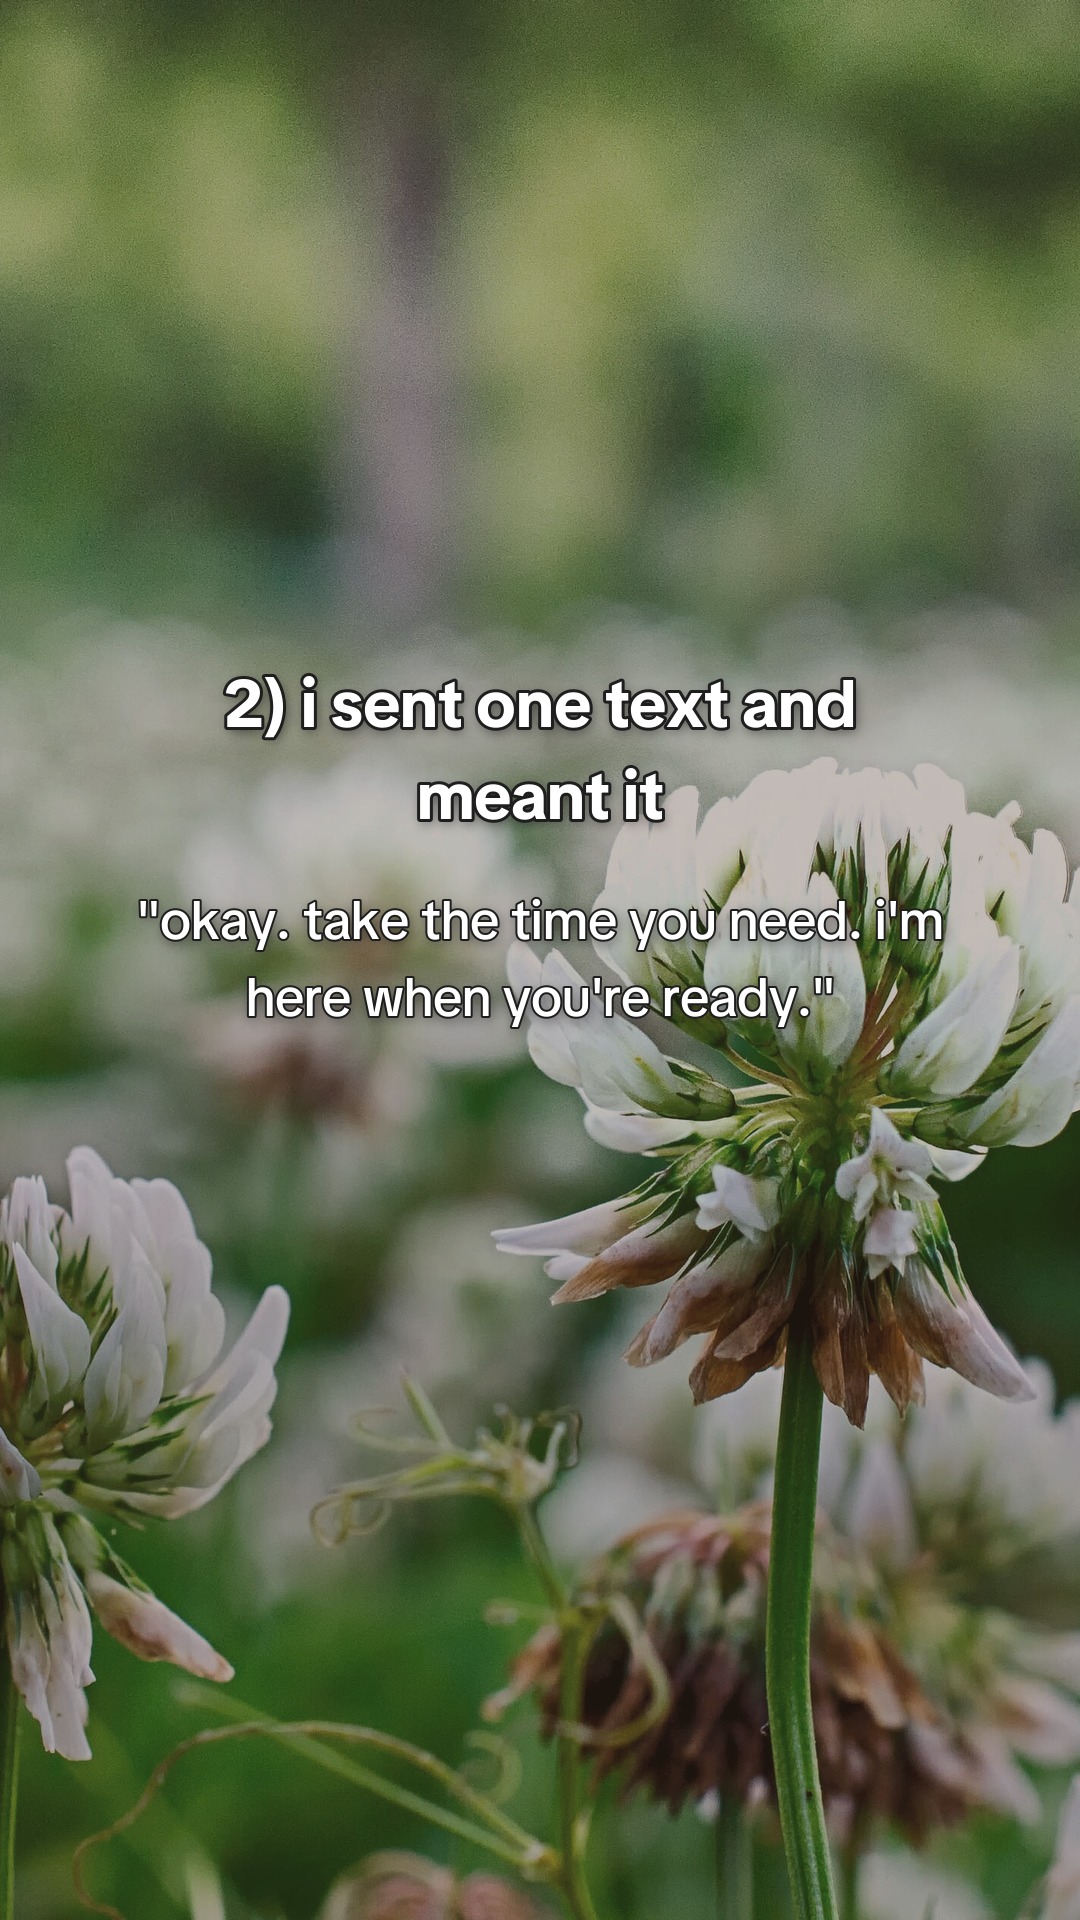 2) i sent one text and
meant it
"okay. take the time you need. i'm
here when you're ready."